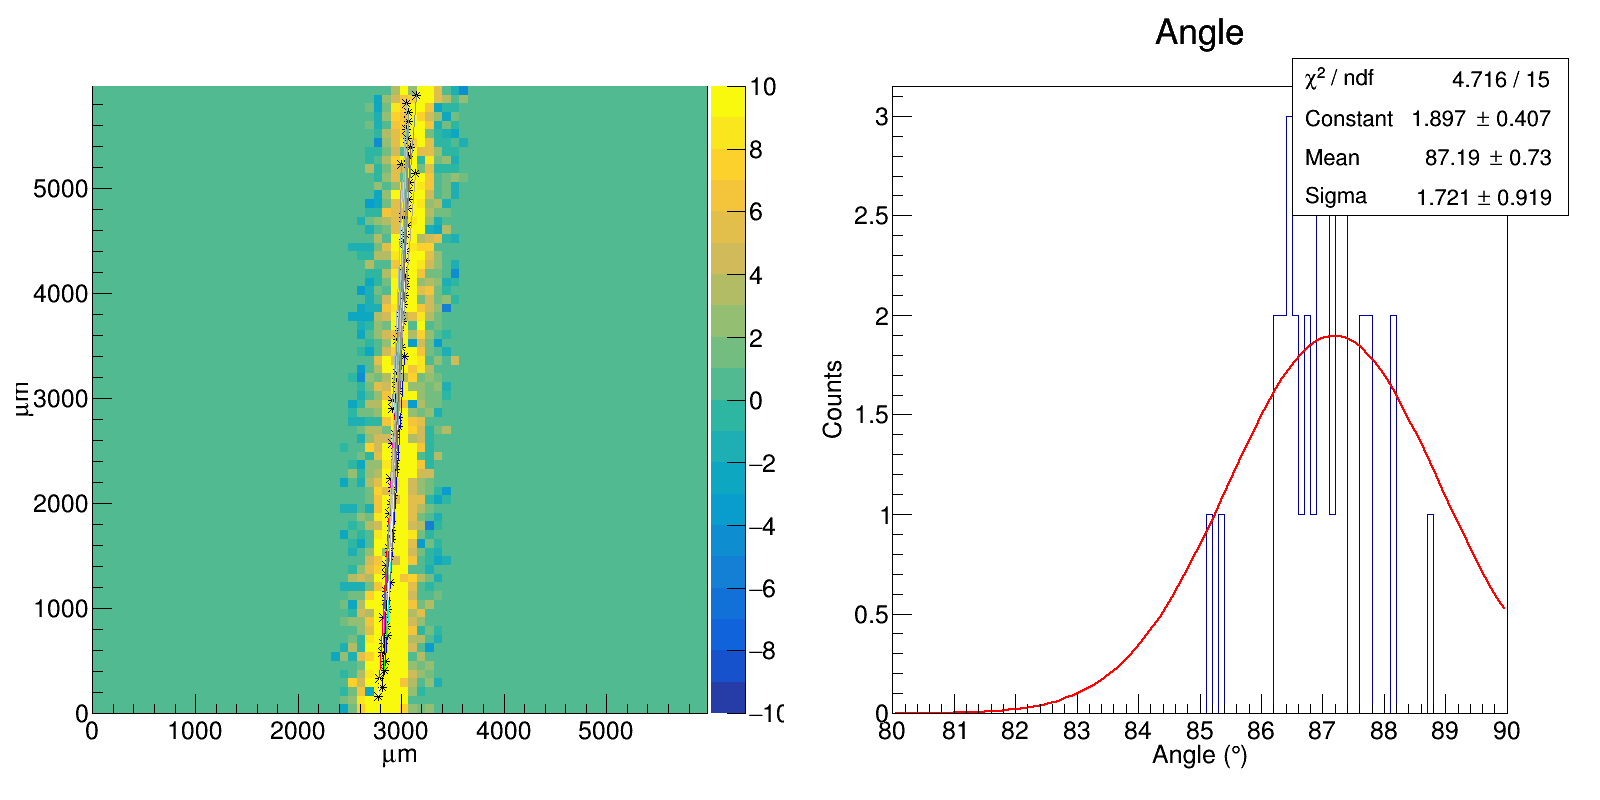 Angle
χ² / ndf 4.716 / 15
Constant 1.897 ± 0.407
Mean 87.19 ± 0.73
Sigma 1.721 ± 0.919
5000
4000
3000
2000
1000
0
μm
0 1000 2000 3000 4000 5000
μm
10
8
6
4
2
0
−2
−4
−6
−8
−10
3
2.5
2
1.5
1
0.5
0
Counts
80 81 82 83 84 85 86 87 88 89 90
Angle (°)